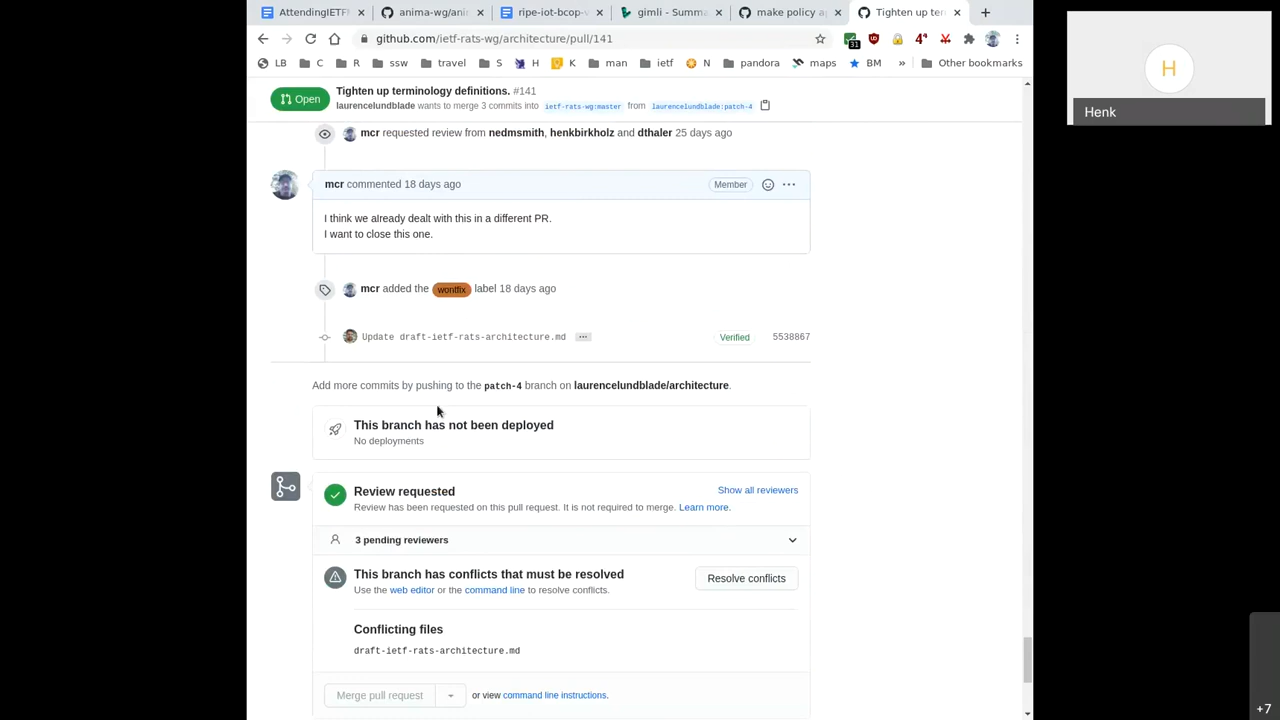 AttendingIETF
anima-wg/ani
ripe-iot-bcop-v
gimli - Summa
make policy a
Tighten up ter
github.com/ietf-rats-wg/architecture/pull/141
31
LB
C
R
ssw
travel
S
H
K
man
ietf
N
pandora
maps
BM
»
Other bookmarks
Open
Tighten up terminology definitions. #141
laurencelundblade wants to merge 3 commits into ietf-rats-wg:master from laurencelundblade:patch-4
mcr requested review from nedmsmith, henkbirkholz and dthaler 25 days ago
mcr commented 18 days ago
Member
I think we already dealt with this in a different PR.
I want to close this one.
mcr added the wontfix label 18 days ago
Update draft-ietf-rats-architecture.md
Verified
5538867
Add more commits by pushing to the patch-4 branch on laurencelundblade/architecture.
This branch has not been deployed
No deployments
Review requested
Show all reviewers
Review has been requested on this pull request. It is not required to merge. Learn more.
3 pending reviewers
This branch has conflicts that must be resolved
Resolve conflicts
Use the web editor or the command line to resolve conflicts.
Conflicting files
draft-ietf-rats-architecture.md
Merge pull request
or view command line instructions.
H
Henk
+7